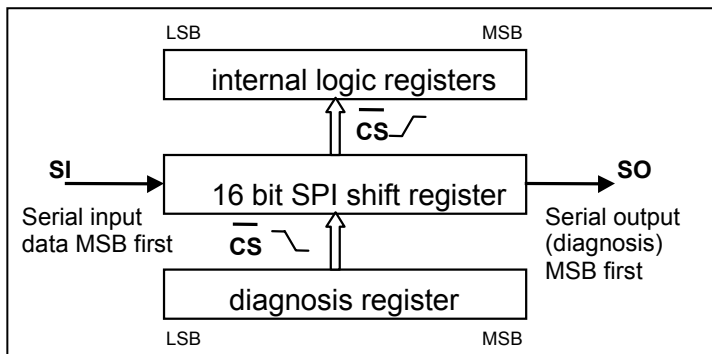 LSB MSB
internal logic registers
CS
SI SO
16 bit SPI shift register
Serial input
data MSB first
CS
Serial output
(diagnosis)
MSB first
diagnosis register
LSB MSB